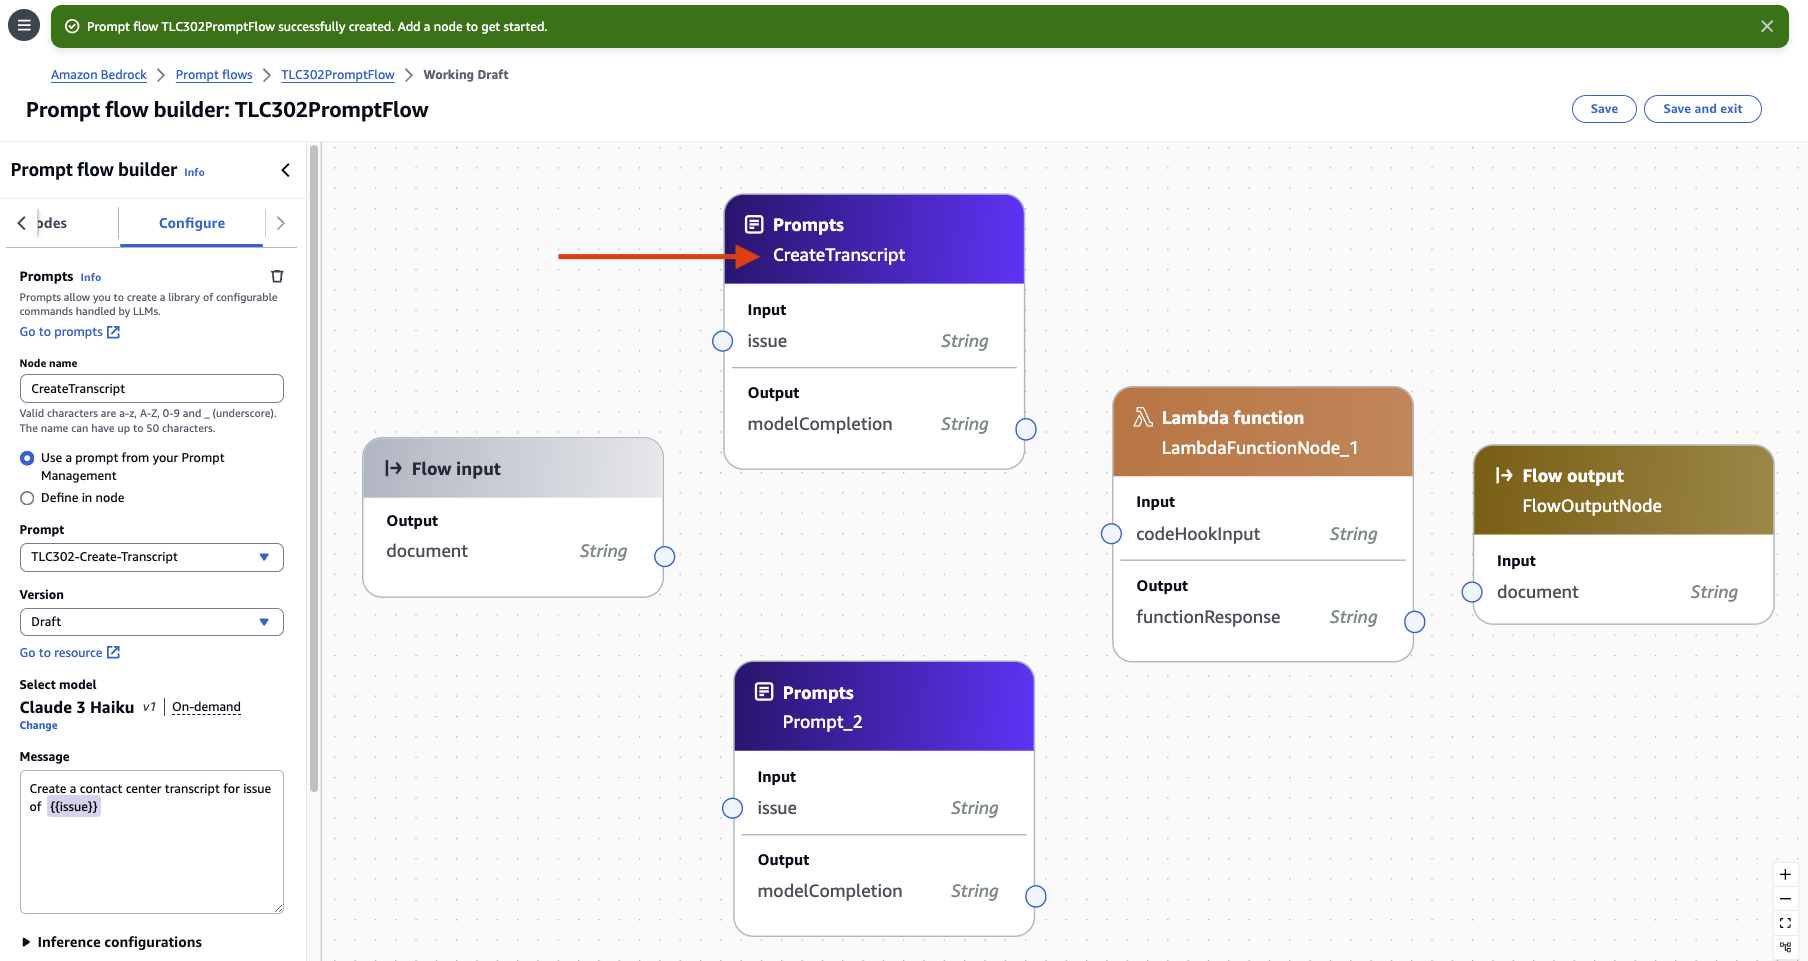 Prompt flow TLC302PromptFlow successfully created. Add a node to get started.
Amazon Bedrock
Prompt flows
TLC302PromptFlow
Working Draft
Prompt flow builder: TLC302PromptFlow
Save
Save and exit
Prompt flow builder Info
odes
Configure
Prompts Info
Prompts allow you to create a library of configurable
commands handled by LLMs.
Go to prompts
Node name
CreateTranscript
Valid characters are a-z, A-Z, 0-9 and _ (underscore).
The name can have up to 50 characters.
Use a prompt from your Prompt
Management
Define in node
Prompt
TLC302-Create-Transcript
Version
Draft
Go to resource
Select model
Claude 3 Haiku v1 On-demand
Change
Message
Create a contact center transcript for issue
of {{issue}}
Inference configurations
Flow input
Output
document String
Prompts
CreateTranscript
Input
issue String
Output
modelCompletion String
Prompts
Prompt_2
Input
issue String
Output
modelCompletion String
Lambda function
LambdaFunctionNode_1
Input
codeHookInput String
Output
functionResponse String
Flow output
FlowOutputNode
Input
document String